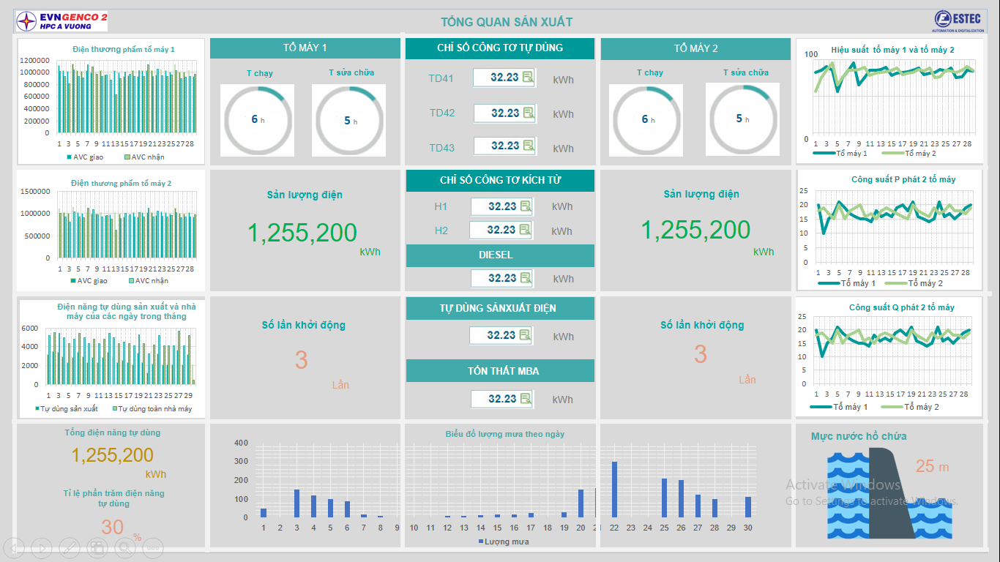 EVNGENCO 2
HPC A VUONG
TỔNG QUAN SẢN XUẤT
ESTEC
AUTOMATION & DIGITALIZATION
Điện thương phẩm tổ máy 1
1200000
1000000
800000
600000
400000
200000
0
1 3 5 7 9 11 13 15 17 19 21 23 25 28
AVC giao AVC nhận
TỔ MÁY 1
T chạy T sửa chữa
6 h 5 h
CHỈ SỐ CÔNG TƠ TỰ DÙNG
TD41 32.23 kWh
TD42 32.23 kWh
TD43 32.23 kWh
TỔ MÁY 2
T chạy T sửa chữa
6 h 5 h
Hiệu suất tổ máy 1 và tổ máy 2
100
0
1 4 7 10 13 16 19 22 25 28
Tổ máy 1 Tổ máy 2
Điện thương phẩm tổ máy 2
1500000
1000000
500000
0
1 3 5 7 9 11 13 15 17 19 21 23 25 28
AVC giao AVC nhận
Sản lượng điện
1,255,200
kWh
CHỈ SỐ CÔNG TƠ KÍCH TỪ
H1 32.23 kWh
H2 32.23 kWh
DIESEL
32.23 kWh
Sản lượng điện
1,255,200
kWh
Công suất P phát 2 tổ máy
25
20
15
10
5
0
1 3 5 7 9 11 13 15 17 19 21 23 25 28
Tổ máy 1 Tổ máy 2
Điện năng tự dùng sản xuất và nhà
máy của các ngày trong tháng
6000
4000
2000
0
1 3 5 7 9 11 13 15 17 19 21 23 25 27 29
Tự dùng sản xuất Tự dùng toàn nhà máy
Số lần khởi động
3
Lần
TỰ DÙNG SẢNXUẤT ĐIỆN
32.23 kWh
TỔN THẤT MBA
32.23 kWh
Số lần khởi động
3
Lần
Công suất Q phát 2 tổ máy
25
20
15
10
5
0
1 3 5 7 9 11 13 15 17 19 21 23 25 28
Tổ máy 1 Tổ máy 2
Tổng điện năng tự dùng
1,255,200
kWh
Tỉ lệ phần trăm điện năng
tự dùng
30
%
Biểu đồ lượng mưa theo ngày
400
300
200
100
0
1 2 3 4 5 6 7 8 9 10 11 12 13 14 15 16 17 18 19 20 22 23 24 25 26 27 28 29 30
Lượng mưa
Mực nước hồ chứa
25 m
Activate Windows
Go to Settings to activate Windows.